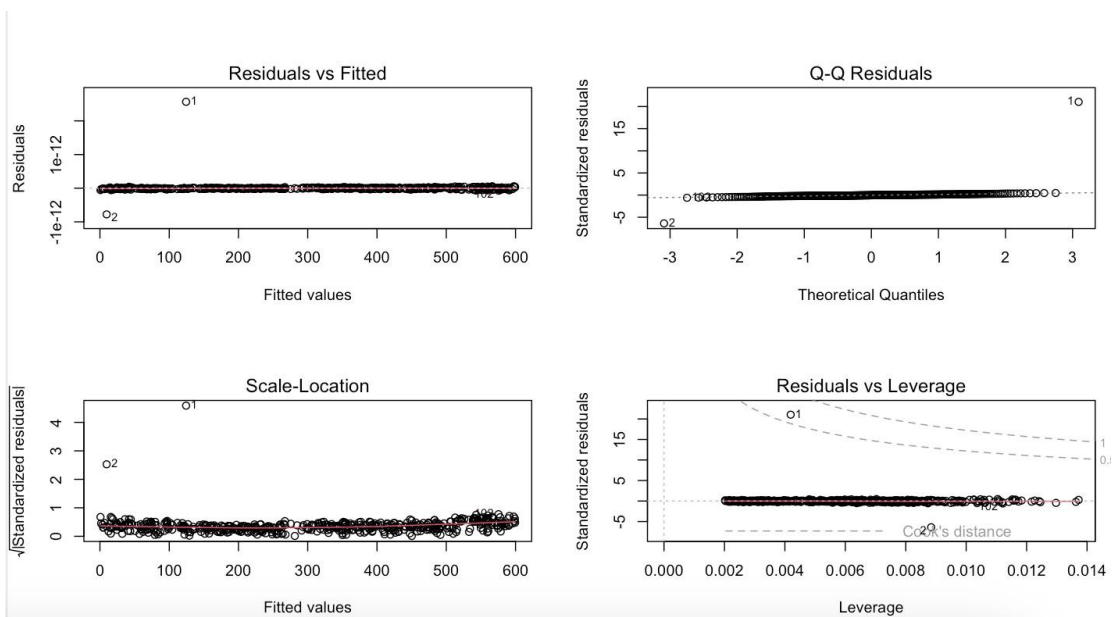 Residuals vs Fitted
Residuals
1e-12
-1e-12
1
2
0 100 200 300 400 500 600
Fitted values
Q-Q Residuals
Standardized residuals
15
5
-5
1
2
-3 -2 -1 0 1 2 3
Theoretical Quantiles
Scale-Location
√|Standardized residuals|
4
3
2
1
0
1
2
0 100 200 300 400 500 600
Fitted values
Residuals vs Leverage
Standardized residuals
15
5
-5
1
2
102
1
Cook's distance
0.000 0.002 0.004 0.006 0.008 0.010 0.012 0.014
Leverage